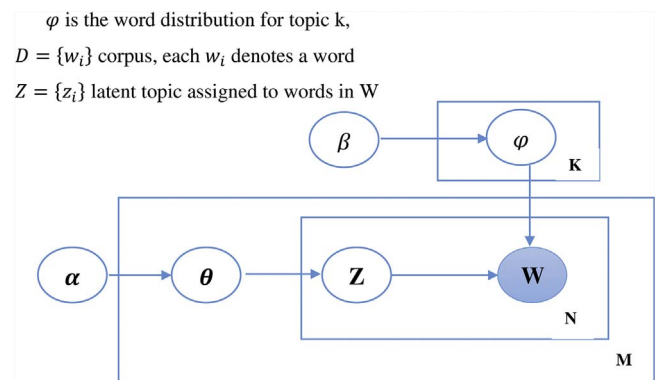 φ is the word distribution for topic k,
D = {wᵢ} corpus, each wᵢ denotes a word
Z = {zᵢ} latent topic assigned to words in W
β
φ
K
α
θ
Z
W
N
M